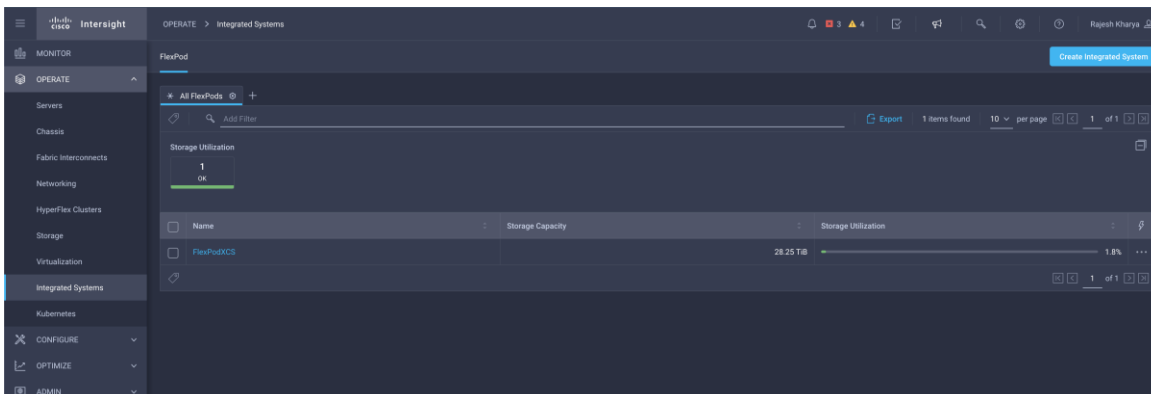 cisco Intersight
OPERATE > Integrated Systems
3 4
Rajesh Kharya
MONITOR
OPERATE
Servers
Chassis
Fabric Interconnects
Networking
HyperFlex Clusters
Storage
Virtualization
Integrated Systems
Kubernetes
CONFIGURE
OPTIMIZE
ADMIN
FlexPod
Create Integrated System
All FlexPods +
Add Filter
Export 1 items found 10 per page 1 of 1
Storage Utilization
1
OK
Name Storage Capacity Storage Utilization
FlexPodXCS 28.25 TiB 1.8% ...
1 of 1